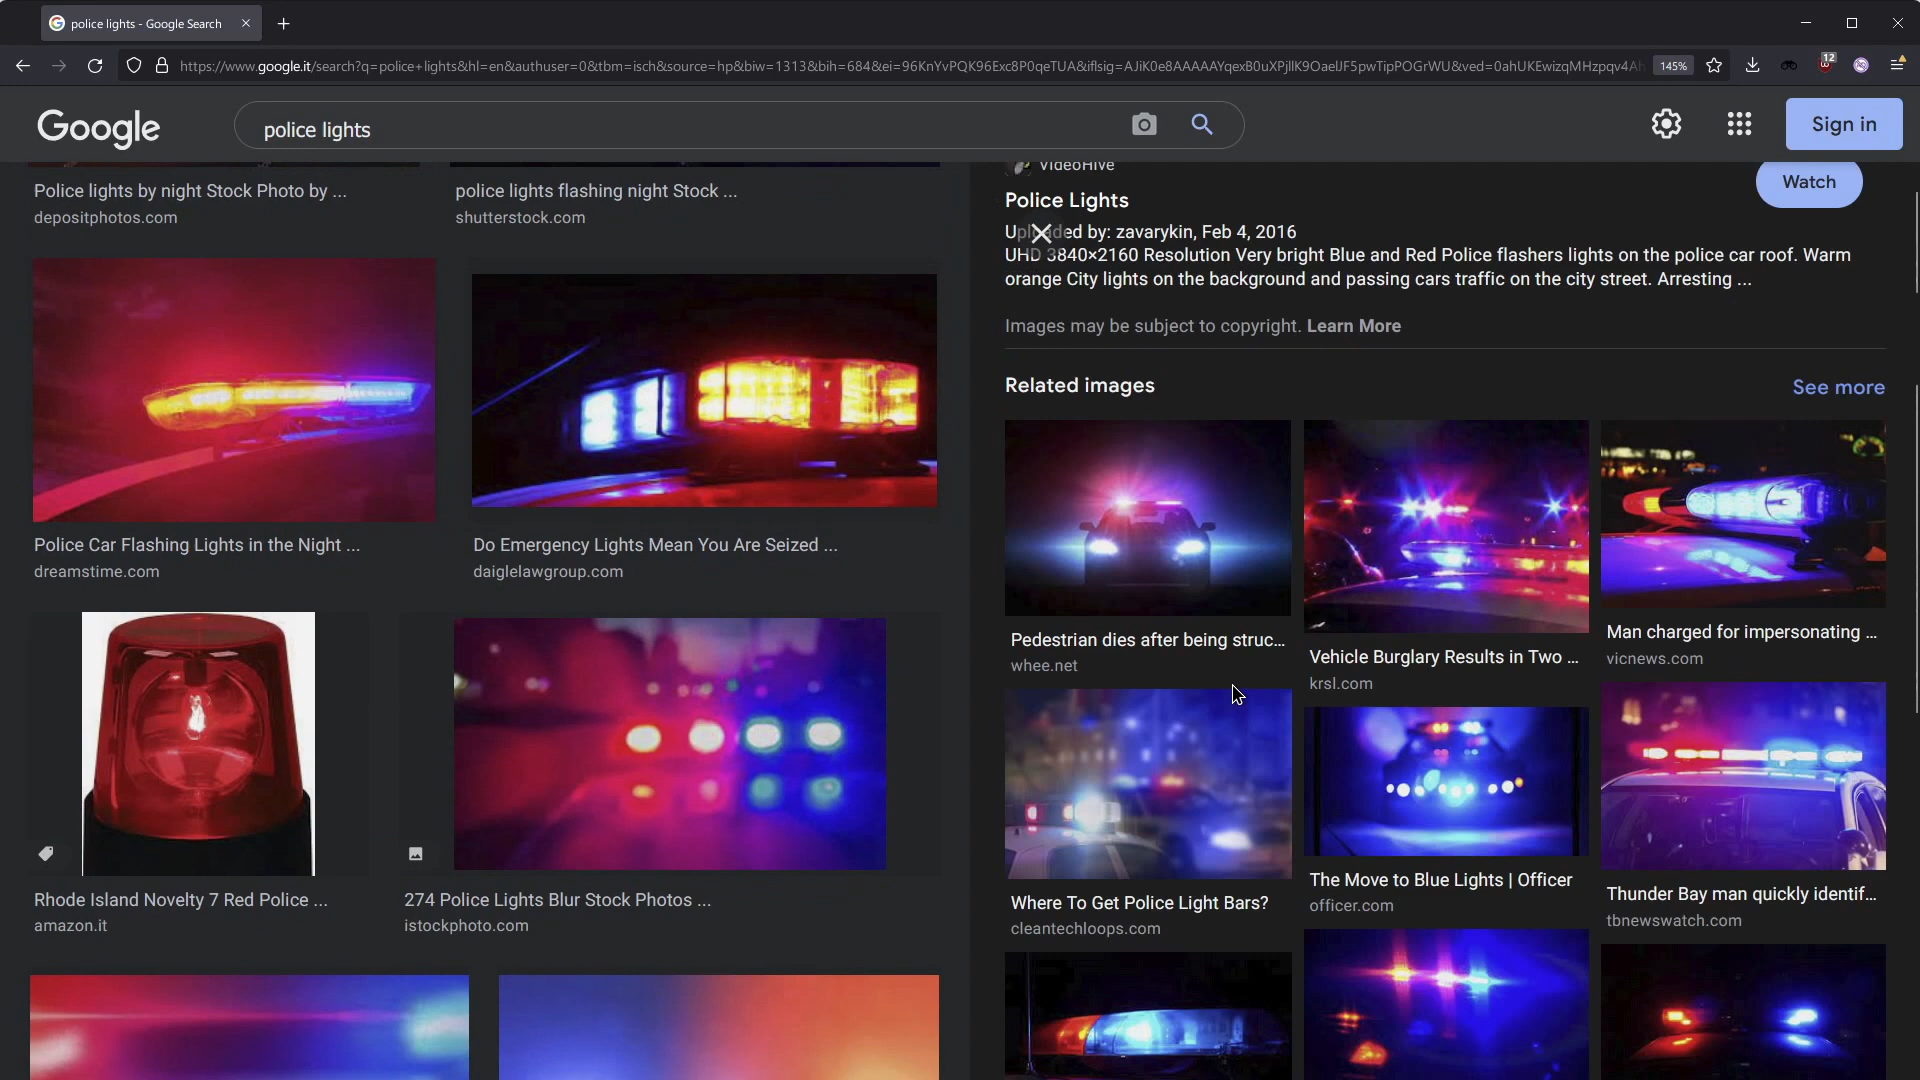 police lights - Google Search
https://www.google.it/search?q=police+lights&hl=en&authuser=0&tbm=isch&source=hp&biw=1313&bih=684&ei=96KnYvPQK96Exc8P0qeTUA&iflsig=AJiK0e8AAAAAYqexB0uXPjllK9OaelJF5pwTipPOGrWU&ved=0ahUKEwizqMHzpqv4Ah
145%
12
Google
police lights
Sign in
Police lights by night Stock Photo by ...
depositphotos.com
police lights flashing night Stock ...
shutterstock.com
Police Car Flashing Lights in the Night ...
dreamstime.com
Do Emergency Lights Mean You Are Seized ...
daiglelawgroup.com
Rhode Island Novelty 7 Red Police ...
amazon.it
274 Police Lights Blur Stock Photos ...
istockphoto.com
VideoHive
Watch
Police Lights
Uploaded by: zavarykin, Feb 4, 2016
UHD 3840×2160 Resolution Very bright Blue and Red Police flashers lights on the police car roof. Warm
orange City lights on the background and passing cars traffic on the city street. Arresting ...
Images may be subject to copyright. Learn More
Related images
See more
Pedestrian dies after being struc...
whee.net
Vehicle Burglary Results in Two ...
krsl.com
Man charged for impersonating ...
vicnews.com
Where To Get Police Light Bars?
cleantechloops.com
The Move to Blue Lights | Officer
officer.com
Thunder Bay man quickly identif...
tbnewswatch.com